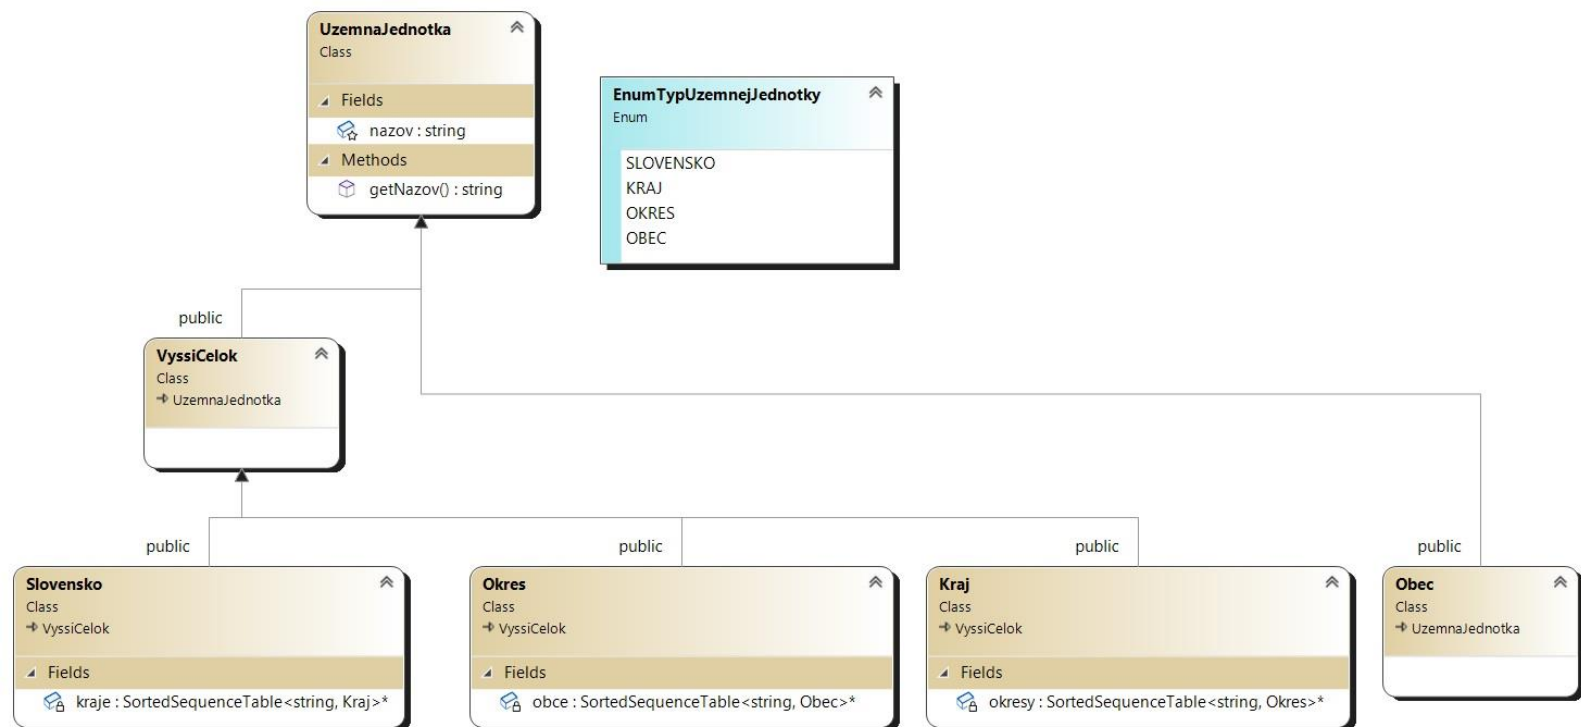 UzemnaJednotka
Class
Fields
nazov : string
Methods
getNazov() : string
EnumTypUzemnejJednotky
Enum
SLOVENSKO
KRAJ
OKRES
OBEC
public
VyssiCelok
Class
UzemnaJednotka
public
public
public
public
Slovensko
Class
VyssiCelok
Fields
kraje : SortedSequenceTable<string, Kraj>*
Okres
Class
VyssiCelok
Fields
obce : SortedSequenceTable<string, Obec>*
Kraj
Class
VyssiCelok
Fields
okresy : SortedSequenceTable<string, Okres>*
Obec
Class
UzemnaJednotka